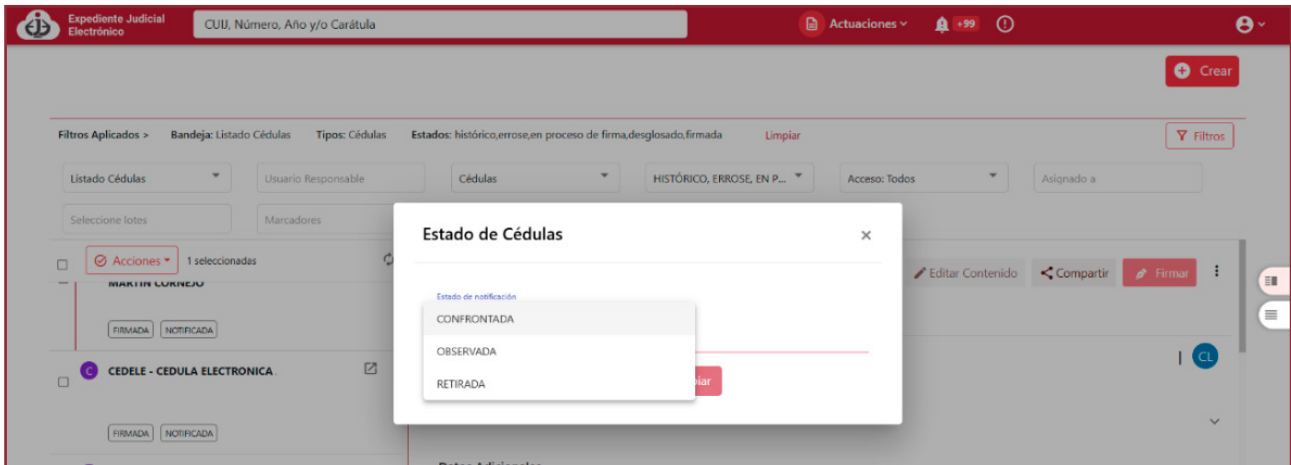 Expediente Judicial
Electrónico
CUIJ, Número, Año y/o Carátula
Actuaciones
+99
Crear
Filtros Aplicados > Bandeja: Listado Cédulas Tipos: Cédulas Estados: histórico,errose,en proceso de firma,desglosado,firmada Limpiar
Filtros
Listado Cédulas Usuario Responsable Cédulas HISTÓRICO, ERROSE, EN P... Acceso: Todos Asignado a
Seleccione lotes Marcadores
Estado de Cédulas ×
Acciones 1 seleccionadas
Editar Contenido Compartir Firmar
MARTIN CORNEJO
Estado de notificación
CONFRONTADA
FIRMADA NOTIFICADA
OBSERVADA
CL
C CEDELE - CEDULA ELECTRONICA.
RETIRADA
FIRMADA NOTIFICADA
Datos Adicionales